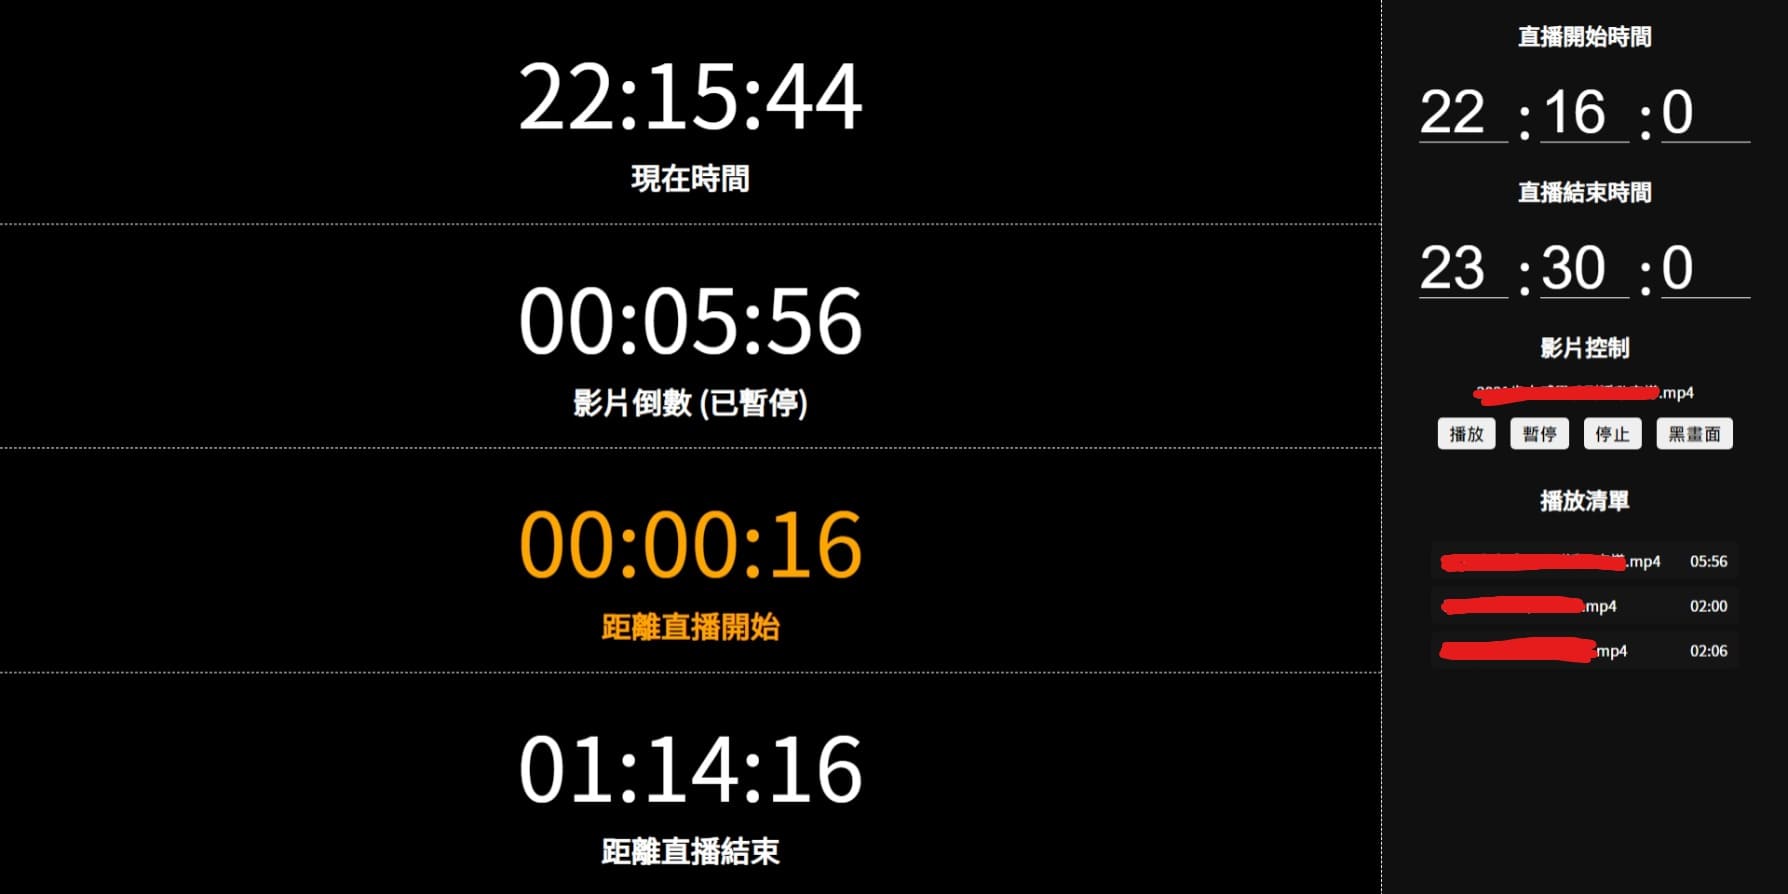 22:15:44
現在時間
00:05:56
影片倒數 (已暫停)
00:00:16
距離直播開始
01:14:16
距離直播結束
直播開始時間
22 : 16 : 0
直播結束時間
23 : 30 : 0
影片控制
.mp4
播放 暫停 停止 黑畫面
播放清單
.mp4 05:56
.mp4 02:00
mp4 02:06